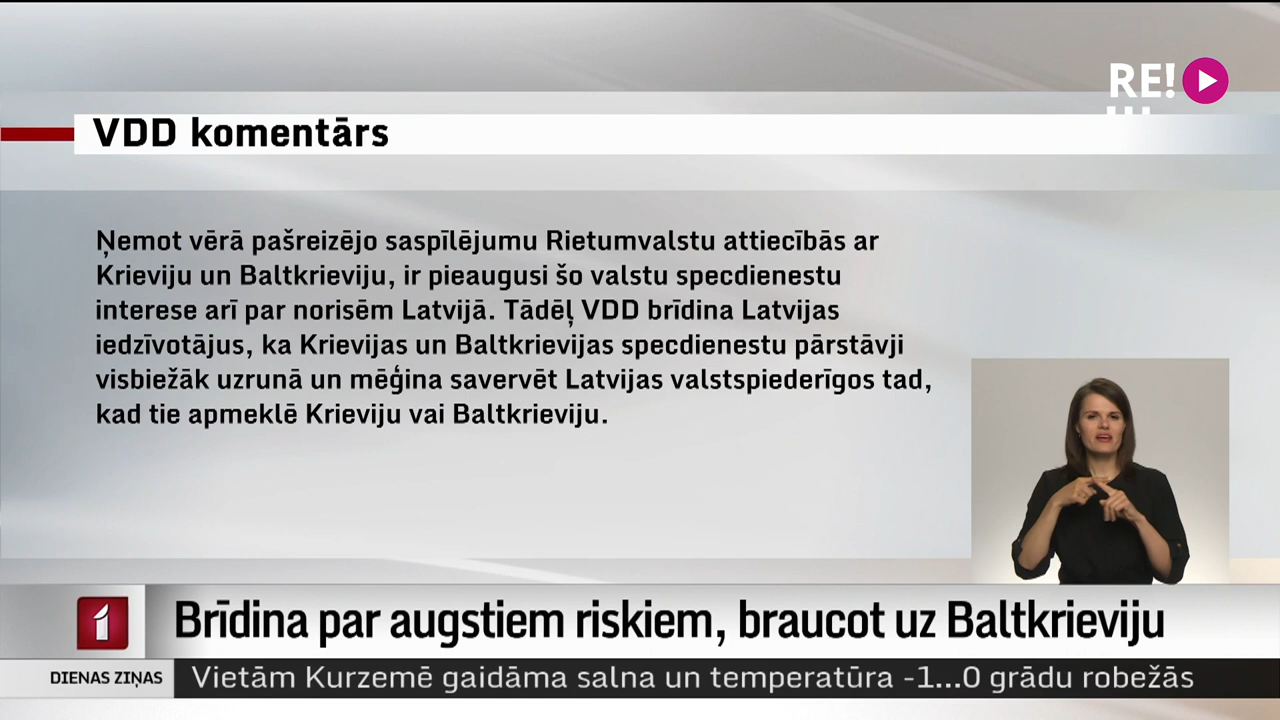 RE!
VDD komentārs
Ņemot vērā pašreizējo saspīlējumu Rietumvalstu attiecībās ar
Krieviju un Baltkrieviju, ir pieaugusi šo valstu specdienestu
interese arī par norisēm Latvijā. Tādēļ VDD brīdina Latvijas
iedzīvotājus, ka Krievijas un Baltkrievijas specdienestu pārstāvji
visbiežāk uzrunā un mēģina savervēt Latvijas valstspiederīgos tad,
kad tie apmeklē Krieviju vai Baltkrieviju.
1
Brīdina par augstiem riskiem, braucot uz Baltkrieviju
DIENAS ZIŅAS
Vietām Kurzemē gaidāma salna un temperatūra -1...0 grādu robežās